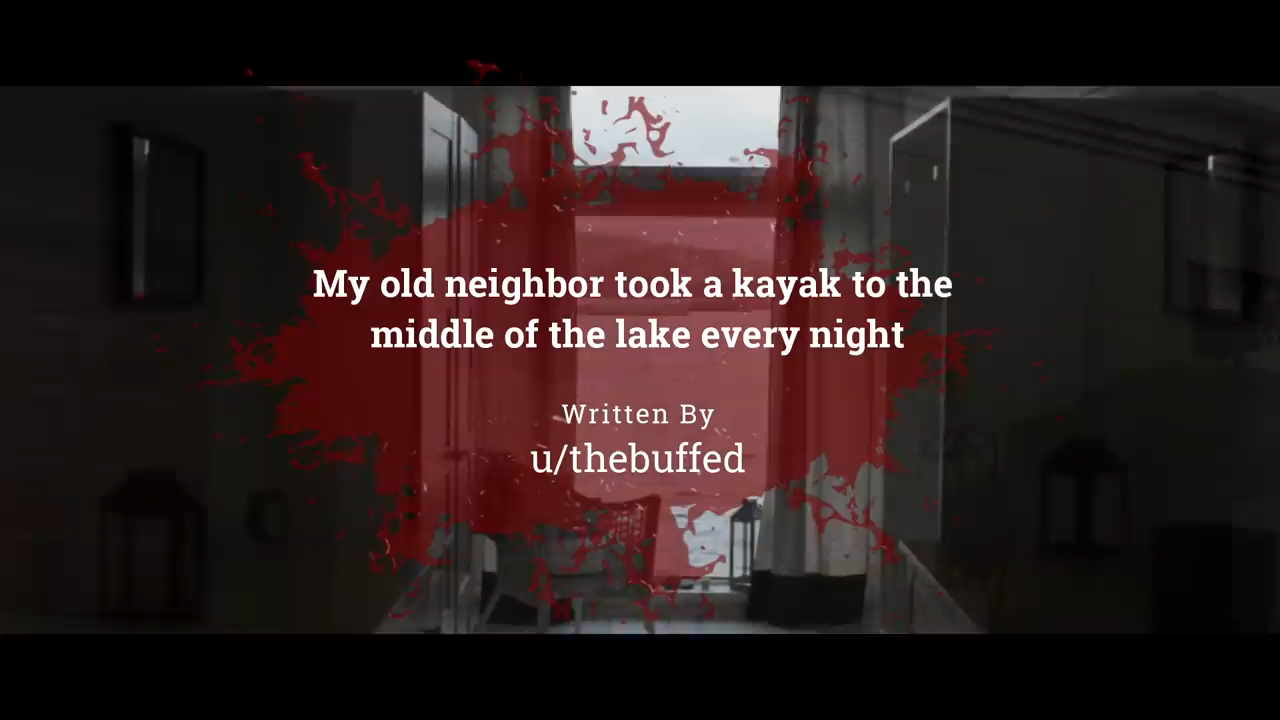 My old neighbor took a kayak to the
middle of the lake every night
Written By
u/thebuffed